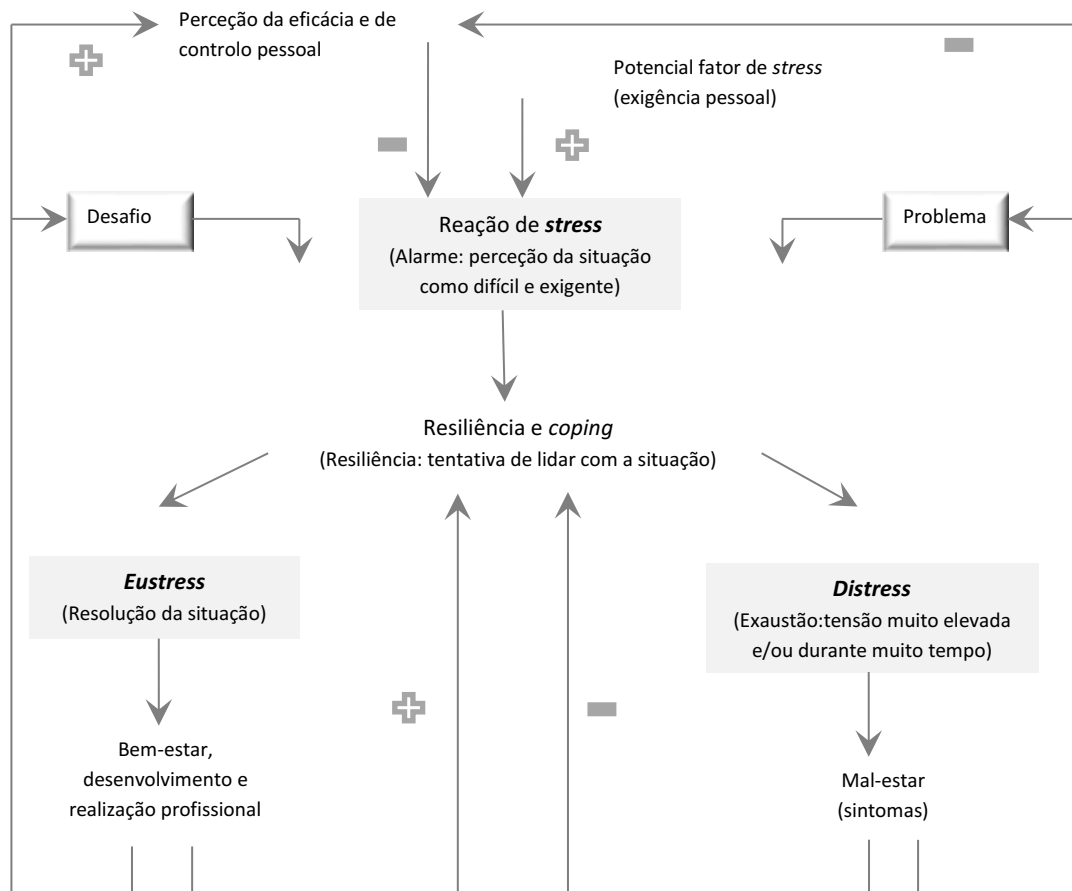 Perceção da eficácia e de
controlo pessoal
Potencial fator de stress
(exigência pessoal)
Desafio
Reação de stress
(Alarme: perceção da situação
como difícil e exigente)
Problema
Resiliência e coping
(Resiliência: tentativa de lidar com a situação)
Eustress
(Resolução da situação)
Distress
(Exaustão:tensão muito elevada
e/ou durante muito tempo)
Bem-estar,
desenvolvimento e
realização profissional
Mal-estar
(sintomas)